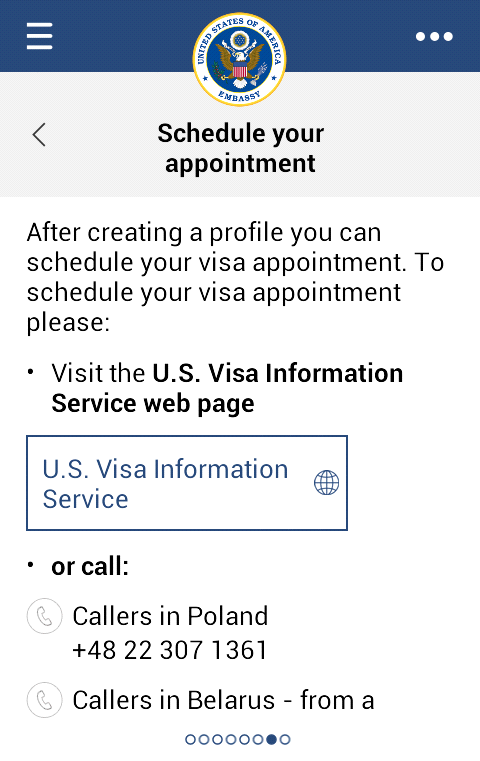 UNITED STATES OF AMERICA
EMBASSY
Schedule your
appointment
After creating a profile you can
schedule your visa appointment. To
schedule your visa appointment
please:
• Visit the U.S. Visa Information
Service web page
U.S. Visa Information
Service
• or call:
Callers in Poland
+48 22 307 1361
Callers in Belarus - from a